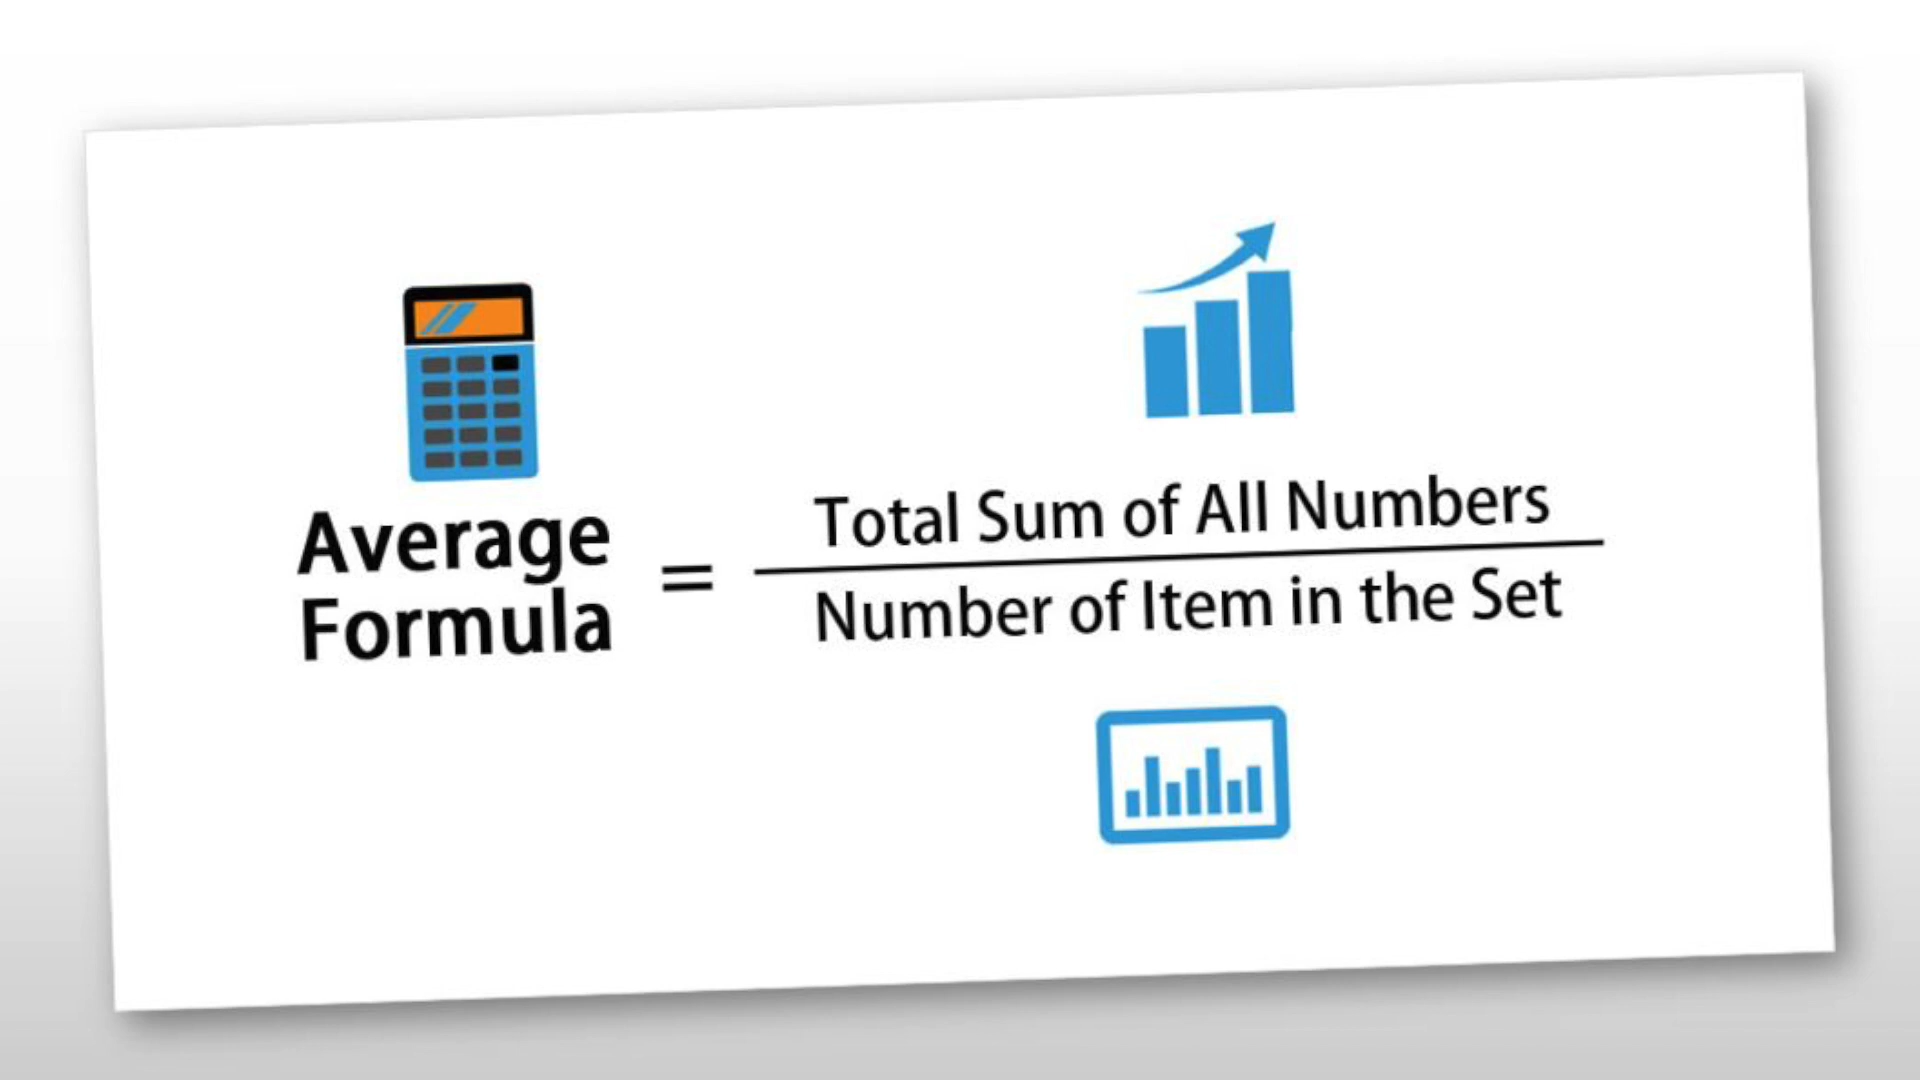 Average
Formula
=
Total Sum of All Numbers
Number of Item in the Set